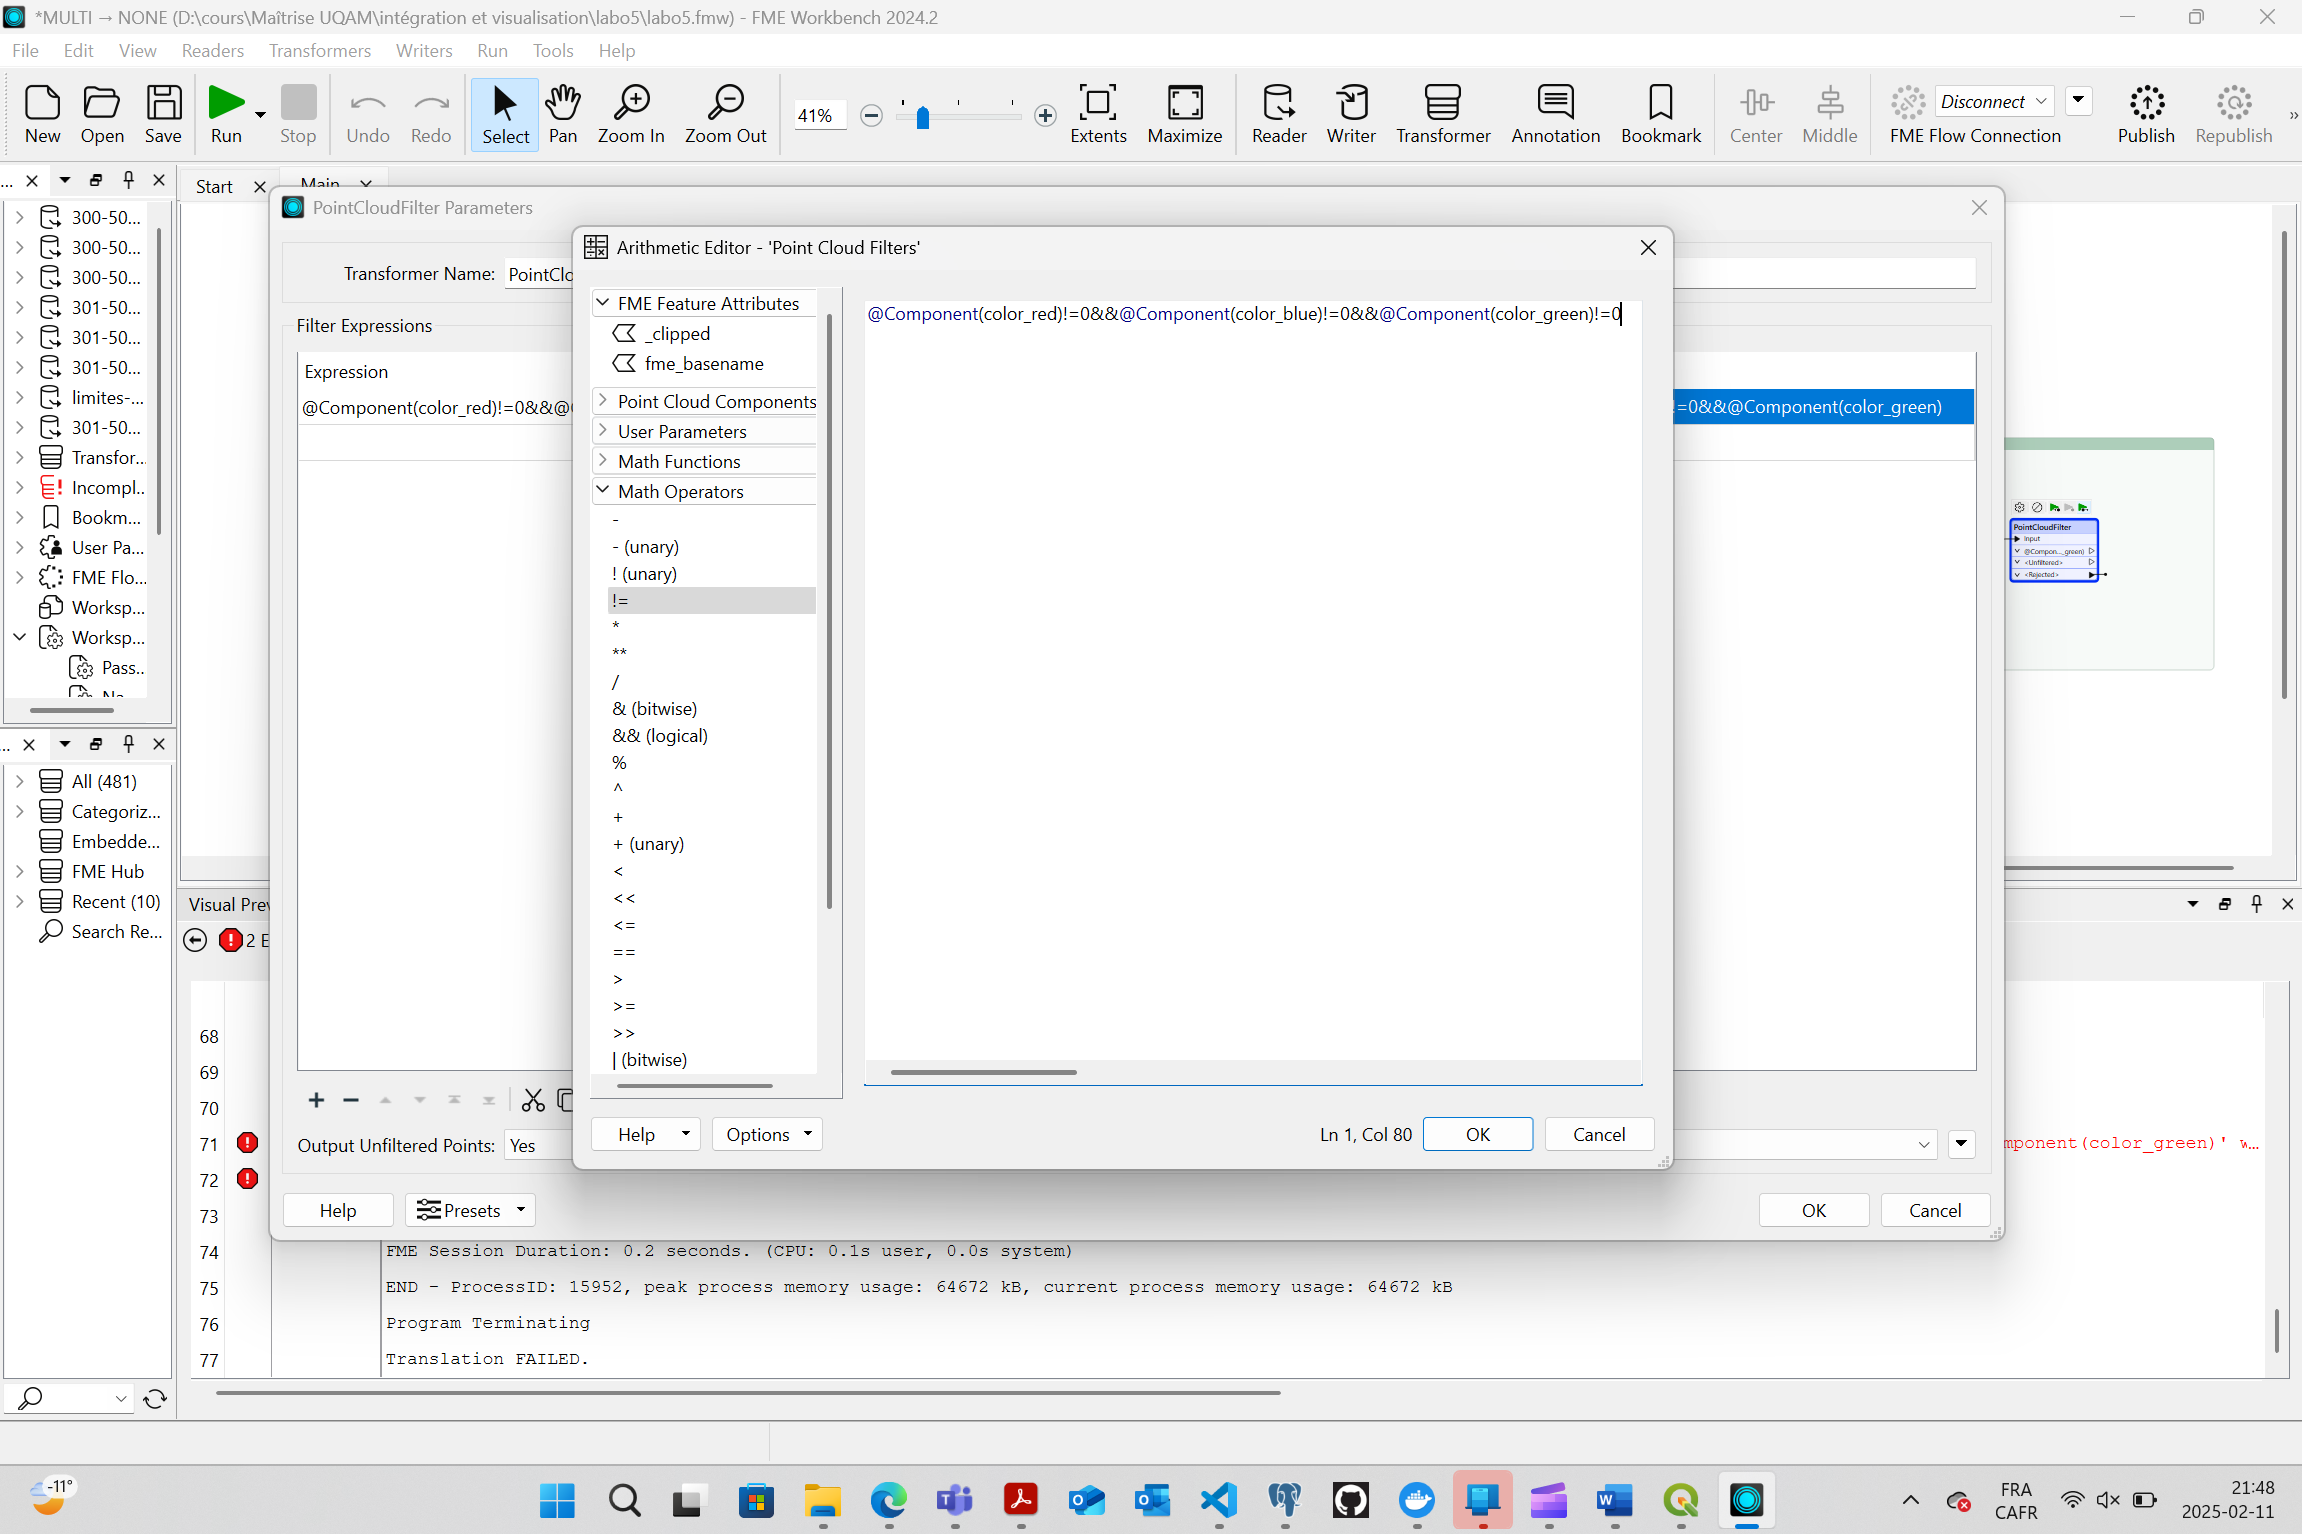 *MULTI → NONE (D:\cours\Maîtrise UQAM\intégration et visualisation\labo5\labo5.fmw) - FME Workbench 2024.2
File Edit View Readers Transformers Writers Run Tools Help
New Open Save Run Stop Undo Redo Select Pan Zoom In Zoom Out 41% Extents Maximize Reader Writer Transformer Annotation Bookmark Center Middle Disconnect FME Flow Connection Publish Republish »
...
Start Main
300-50...
300-50...
300-50...
301-50...
301-50...
301-50...
limites-...
301-50...
Transfor...
Incompl...
Bookm...
User Pa...
FME Flo...
Worksp...
Worksp...
Pass...
...
All (481)
Categoriz...
Embedde...
FME Hub
Recent (10)
Search Re...
PointCloudFilter Parameters
Transformer Name: PointClo
Filter Expressions
Expression
@Component(color_red)!=0&&@
!=0&&@Component(color_green)
Output Unfiltered Points: Yes
Help Presets OK Cancel
Arithmetic Editor - 'Point Cloud Filters'
FME Feature Attributes
_clipped
fme_basename
Point Cloud Components
User Parameters
Math Functions
Math Operators
-
- (unary)
! (unary)
!=
*
**
/
& (bitwise)
&& (logical)
%
^
+
+ (unary)
<
<<
<=
==
>
>=
>>
| (bitwise)
@Component(color_red)!=0&&@Component(color_blue)!=0&&@Component(color_green)!=0
Help Options Ln 1, Col 80 OK Cancel
PointCloudFilter
Input
@Compon..._green)
<Unfiltered>
<Rejected>
Visual Prev
2 E
68
69
70
71 mponent(color_green)' w...
72
73
74 FME Session Duration: 0.2 seconds. (CPU: 0.1s user, 0.0s system)
75 END - ProcessID: 15952, peak process memory usage: 64672 kB, current process memory usage: 64672 kB
76 Program Terminating
77 Translation FAILED.
-11°
FRA
CAFR
21:48
2025-02-11